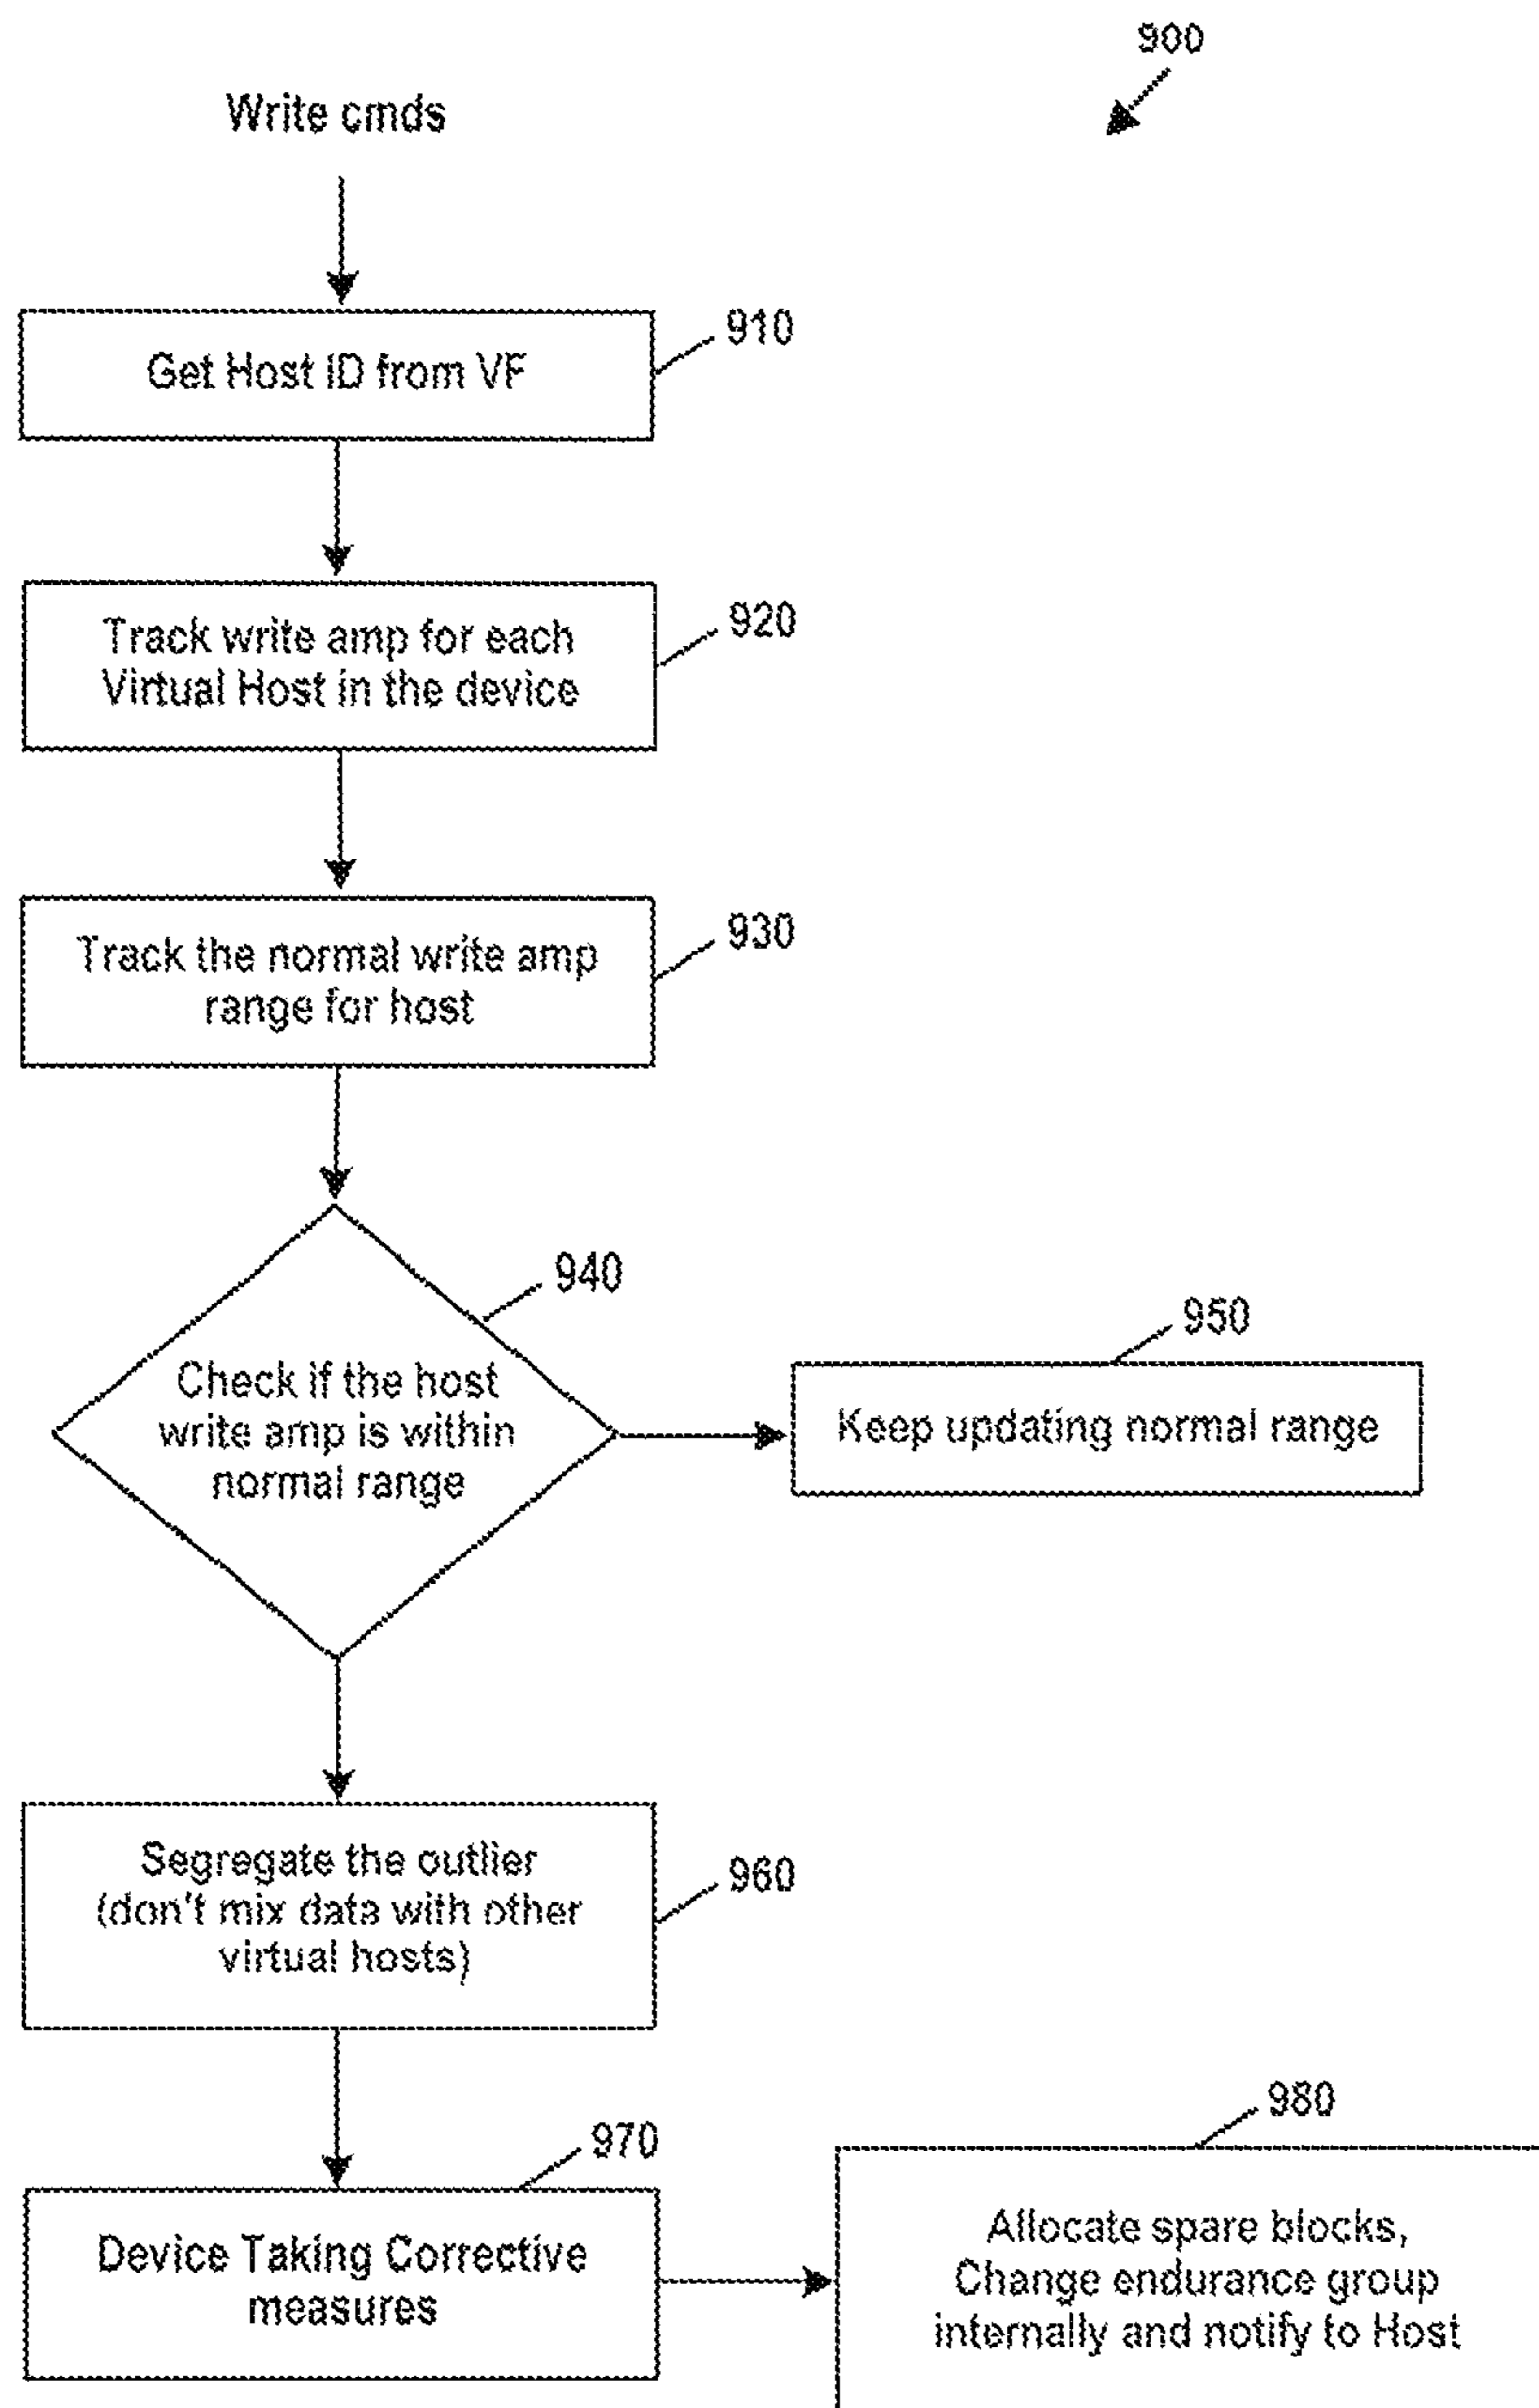 900
Write cmds
910
Get Host ID from VF
920
Track write amp for each
Virtual Host in the device
930
Track the normal write amp
range for host
940
Check if the host
write amp is within
normal range
950
Keep updating normal range
960
Segregate the outlier
(don't mix data with other
virtual hosts)
970
Device Taking Corrective
measures
980
Allocate spare blocks,
Change endurance group
internally and notify to Host